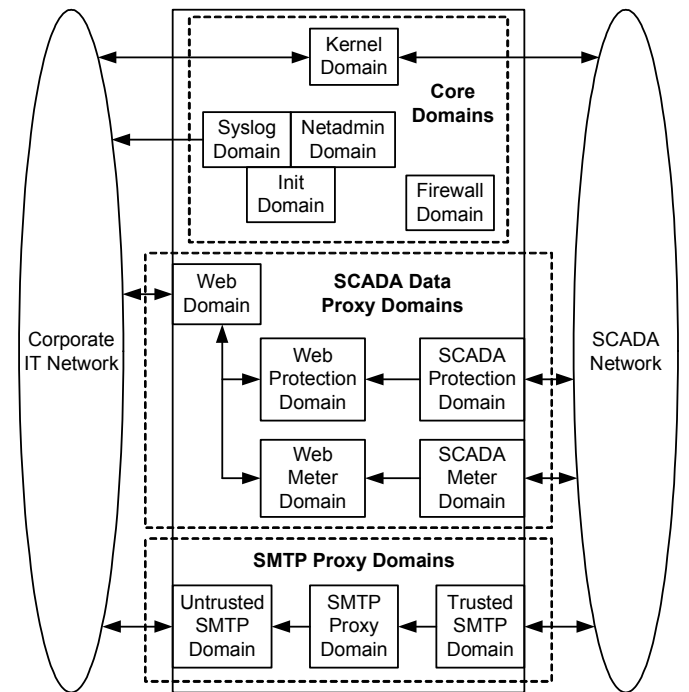 Kernel
Domain
Core
Domains
Syslog
Domain
Netadmin
Domain
Init
Domain
Firewall
Domain
SCADA Data
Proxy Domains
Web
Domain
Corporate
IT Network
Web
Protection
Domain
SCADA
Protection
Domain
SCADA
Network
Web
Meter
Domain
SCADA
Meter
Domain
SMTP Proxy Domains
Untrusted
SMTP
Domain
SMTP
Proxy
Domain
Trusted
SMTP
Domain